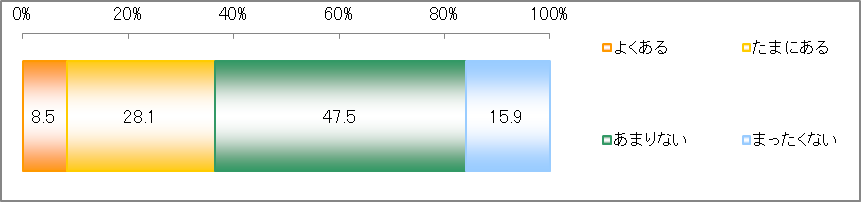 0% 20% 40% 60% 80% 100%
よくある たまにある
8.5 28.1 47.5 15.9
あまりない まったくない